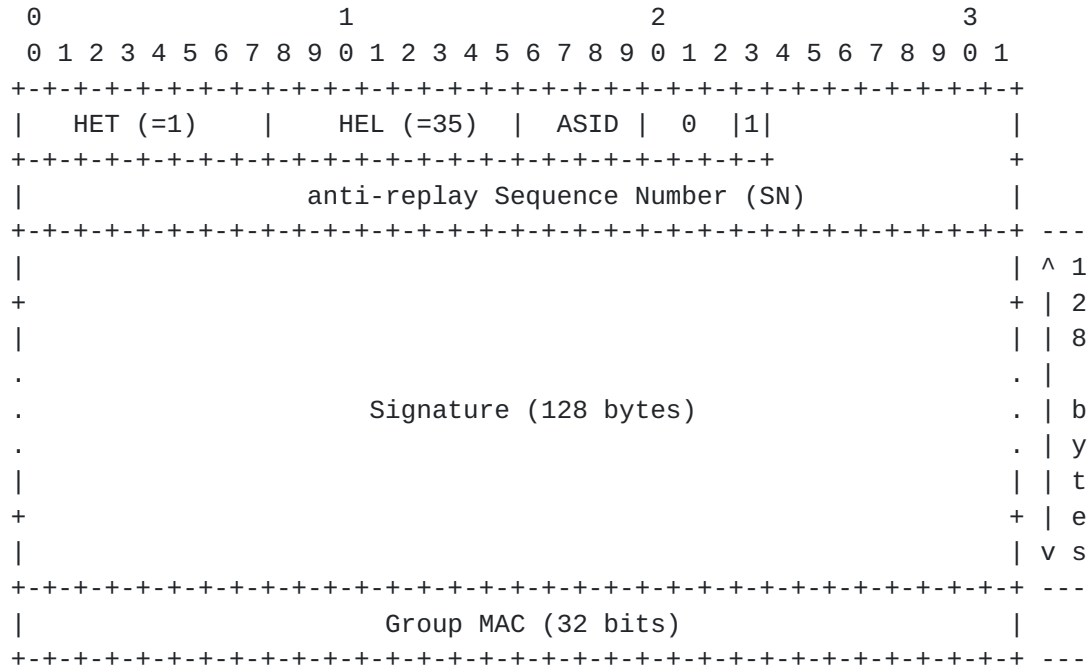 0                   1                   2                   3
 0 1 2 3 4 5 6 7 8 9 0 1 2 3 4 5 6 7 8 9 0 1 2 3 4 5 6 7 8 9 0 1
+-+-+-+-+-+-+-+-+-+-+-+-+-+-+-+-+-+-+-+-+-+-+-+-+-+-+-+-+-+-+-+-+
|   HET (=1)    |    HEL (=35)  |  ASID |  0  |1|               |
+-+-+-+-+-+-+-+-+-+-+-+-+-+-+-+-+-+-+-+-+-+-+-+-+               +
|                  anti-replay Sequence Number (SN)             |
+-+-+-+-+-+-+-+-+-+-+-+-+-+-+-+-+-+-+-+-+-+-+-+-+-+-+-+-+-+-+-+-+ ---
|                                                               | ^ 1
+                                                               + | 2
|                                                               | | 8
.                                                               . |
.                      Signature (128 bytes)                    . | b
.                                                               . | y
|                                                               | | t
+                                                               + | e
|                                                               | v s
+-+-+-+-+-+-+-+-+-+-+-+-+-+-+-+-+-+-+-+-+-+-+-+-+-+-+-+-+-+-+-+-+ ---
|                       Group MAC (32 bits)                     |
+-+-+-+-+-+-+-+-+-+-+-+-+-+-+-+-+-+-+-+-+-+-+-+-+-+-+-+-+-+-+-+-+ ---